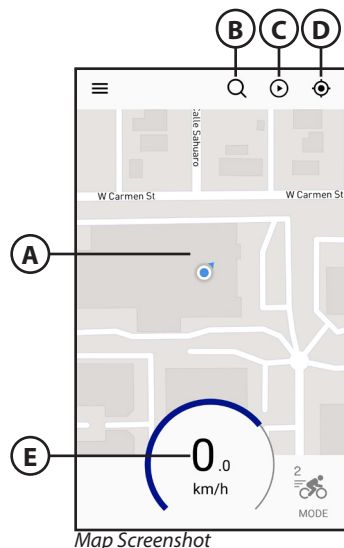 B C D
Calle Sahuaro
W Carmen St W Carmen St
A
E
0.0
km/h
2
MODE
Map Screenshot